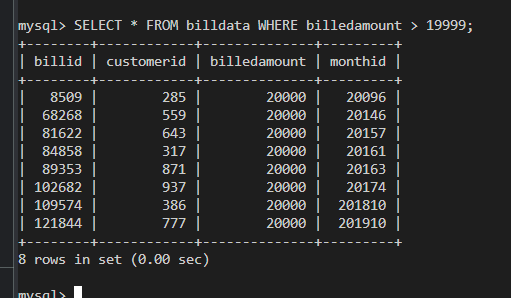 mysql> SELECT * FROM billdata WHERE billedamount > 19999;
+--------+------------+--------------+---------+
| billid | customerid | billedamount | monthid |
+--------+------------+--------------+---------+
|   8509 |        285 |        20000 |   20096 |
|  68268 |        559 |        20000 |   20146 |
|  81622 |        643 |        20000 |   20157 |
|  84858 |        317 |        20000 |   20161 |
|  89353 |        871 |        20000 |   20163 |
| 102682 |        937 |        20000 |   20174 |
| 109574 |        386 |        20000 |  201810 |
| 121844 |        777 |        20000 |  201910 |
+--------+------------+--------------+---------+
8 rows in set (0.00 sec)
mysql>